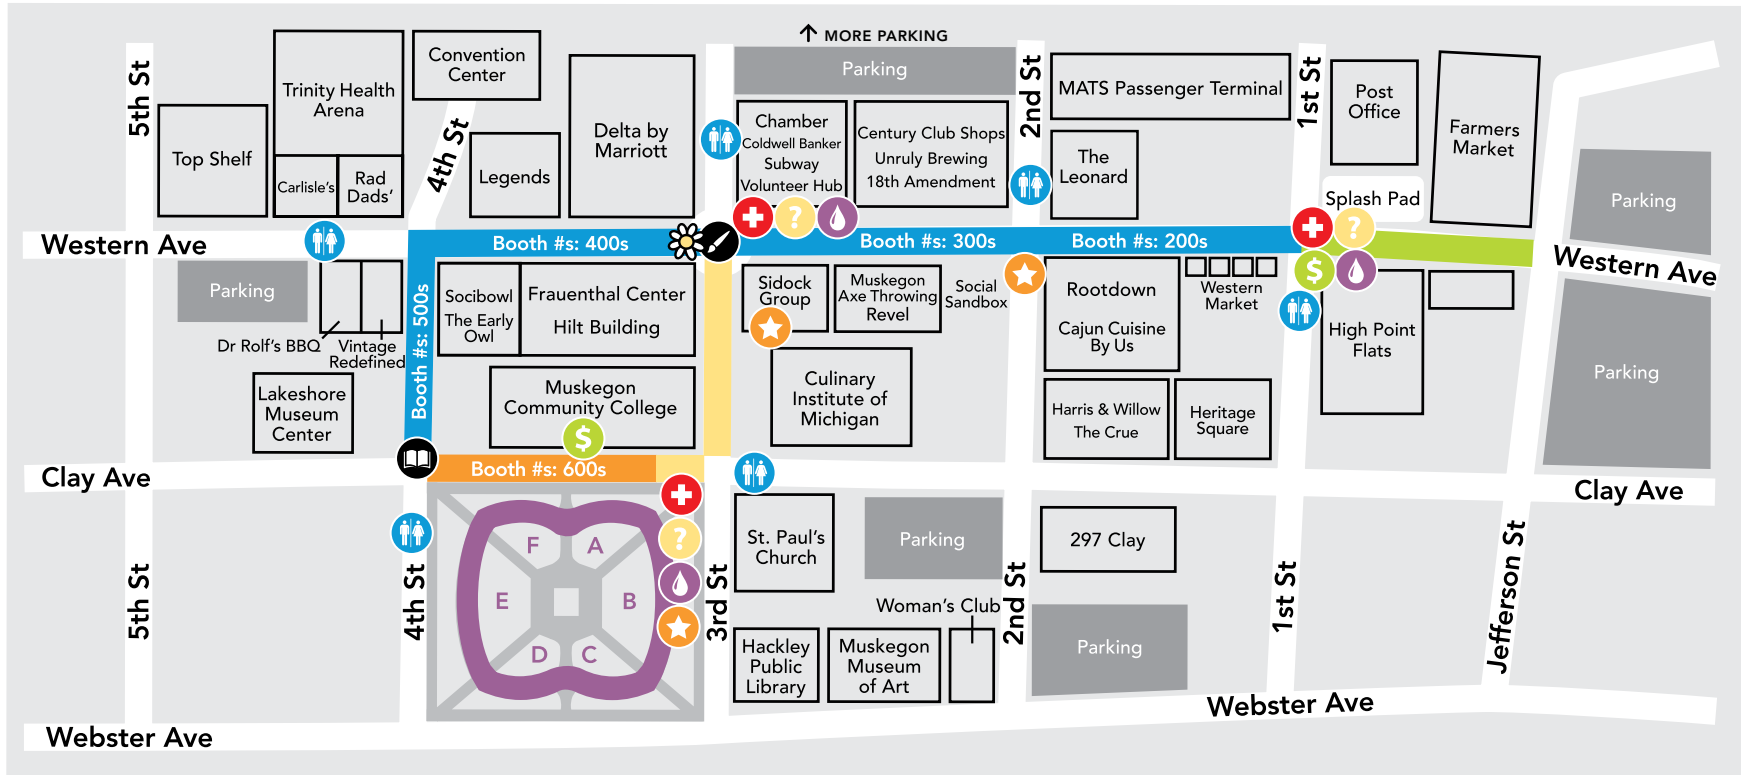 MORE PARKING
5th St
Trinity Health
Arena
Convention
Center
4th St
Top Shelf
Carlisle's
Rad
Dads'
Legends
Delta by
Marriott
Parking
Chamber
Coldwell Banker
Subway
Volunteer Hub
Century Club Shops
Unruly Brewing
18th Amendment
2nd St
MATS Passenger Terminal
The
Leonard
1st St
Post
Office
Farmers
Market
Splash Pad
Parking
Western Ave
Booth #s: 400s
Booth #s: 300s
Booth #s: 200s
?
?
$
Western Ave
Parking
Dr Rolf's BBQ
Vintage
Redefined
Booth #s: 500s
Socibowl
The Early
Owl
Frauenthal Center
Hilt Building
Sidock
Group
Muskegon
Axe Throwing
Revel
Social
Sandbox
Rootdown
Cajun Cuisine
By Us
Western
Market
High Point
Flats
Parking
Lakeshore
Museum
Center
Muskegon
Community College
$
Culinary
Institute of
Michigan
Harris & Willow
The Crue
Heritage
Square
Clay Ave
Booth #s: 600s
Clay Ave
F
A
E
B
D
C
?
St. Paul's
Church
Parking
297 Clay
5th St
4th St
3rd St
2nd St
1st St
Jefferson St
Woman's Club
Hackley
Public
Library
Muskegon
Museum
of Art
Parking
Webster Ave
Webster Ave